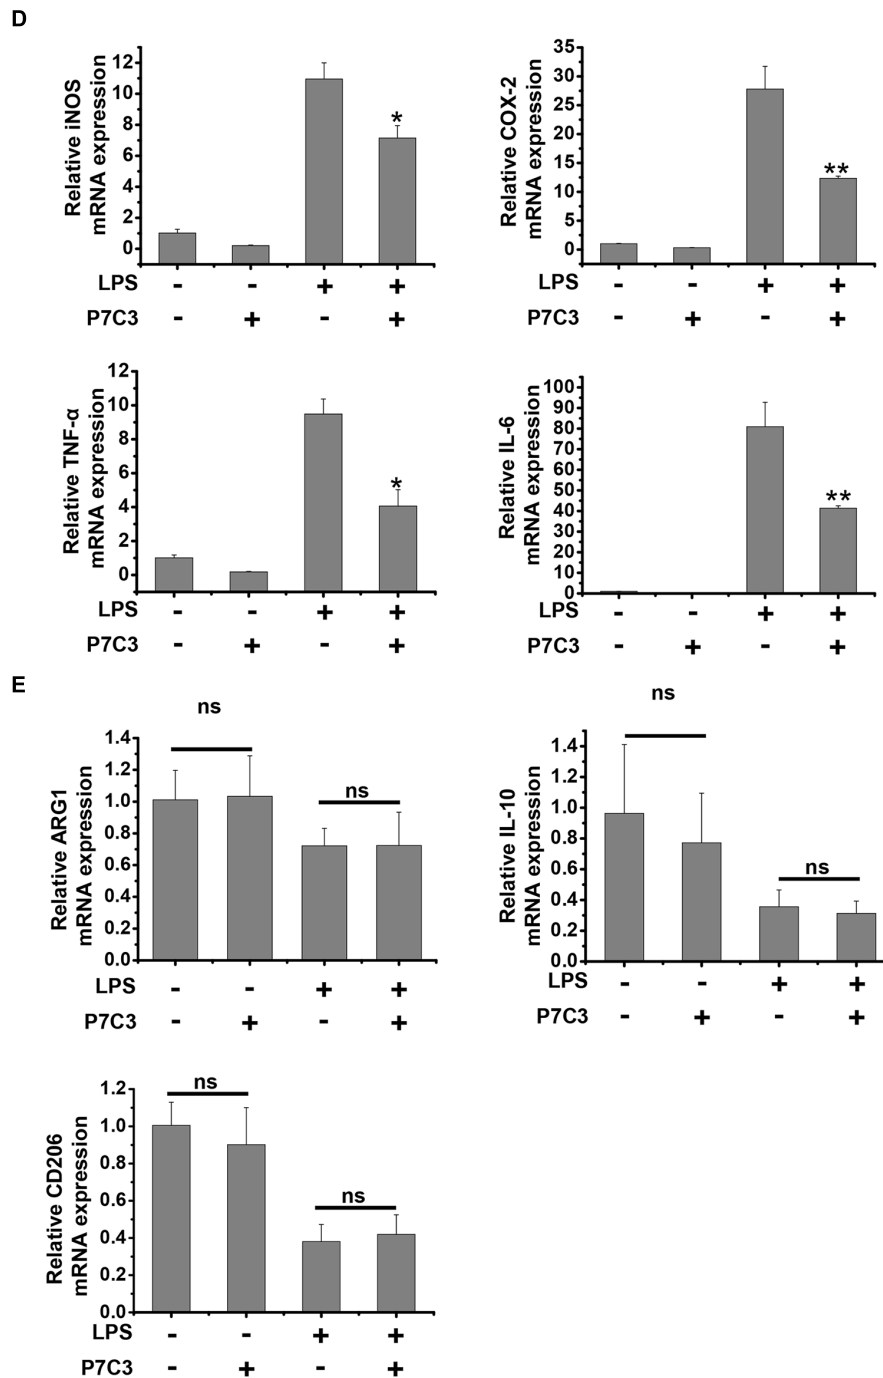 D
Relative iNOS
mRNA expression
12
10
8
6
4
2
0
*
LPS - - + +
P7C3 - + - +
Relative COX-2
mRNA expression
35
30
25
20
15
10
5
0
**
LPS - - + +
P7C3 - + - +
Relative TNF-α
mRNA expression
12
10
8
6
4
2
0
*
LPS - - + +
P7C3 - + - +
Relative IL-6
mRNA expression
100
90
80
70
60
50
40
30
20
10
0
**
LPS - - + +
P7C3 - + - +
E
ns
Relative ARG1
mRNA expression
1.4
1.2
1.0
0.8
0.6
0.4
0.2
0.0
ns
LPS - - + +
P7C3 - + - +
ns
Relative IL-10
mRNA expression
1.4
1.2
1.0
0.8
0.6
0.4
0.2
0.0
ns
LPS - - + +
P7C3 - + - +
ns
Relative CD206
mRNA expression
1.2
1.0
0.8
0.6
0.4
0.2
0.0
ns
LPS - - + +
P7C3 - + - +